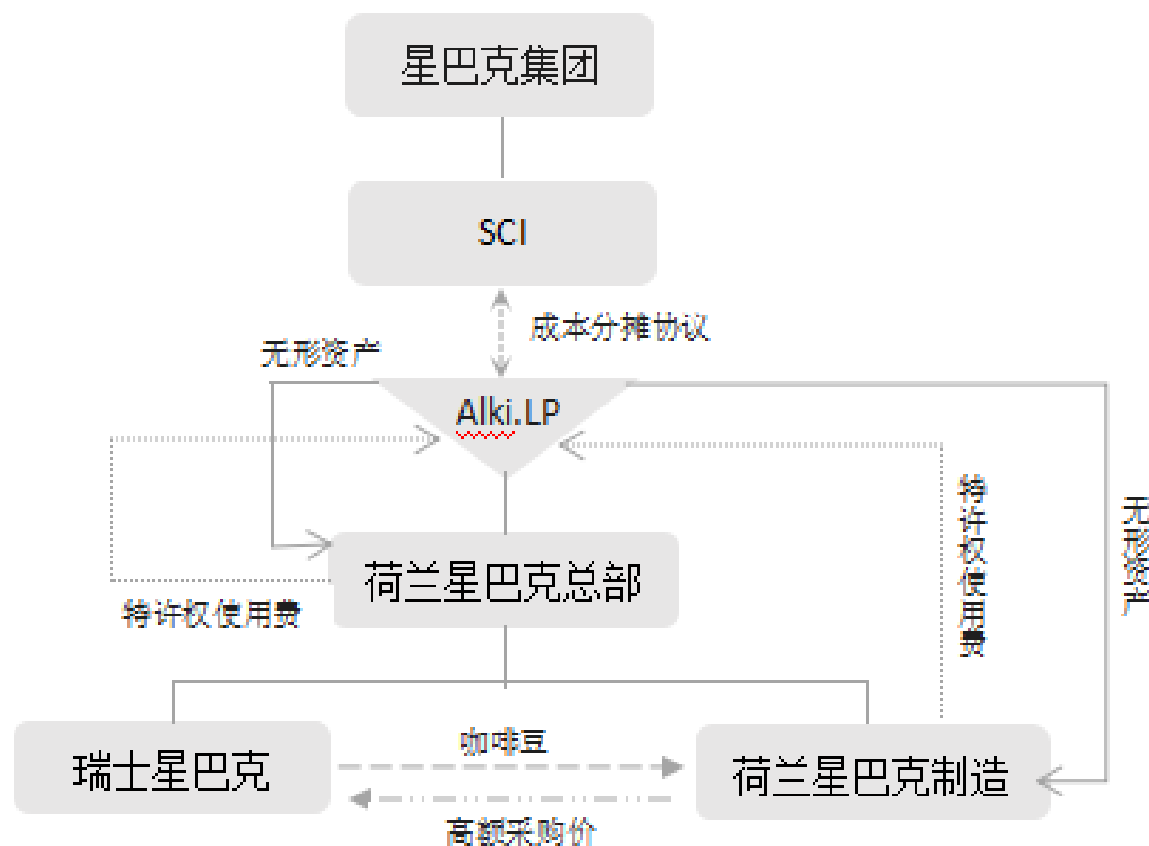 星巴克集团
SCI
成本分摊协议
无形资产
Alki.LP
荷兰星巴克总部
特许权使用费
特许权使用费
无形资产
瑞士星巴克
咖啡豆
荷兰星巴克制造
高额采购价